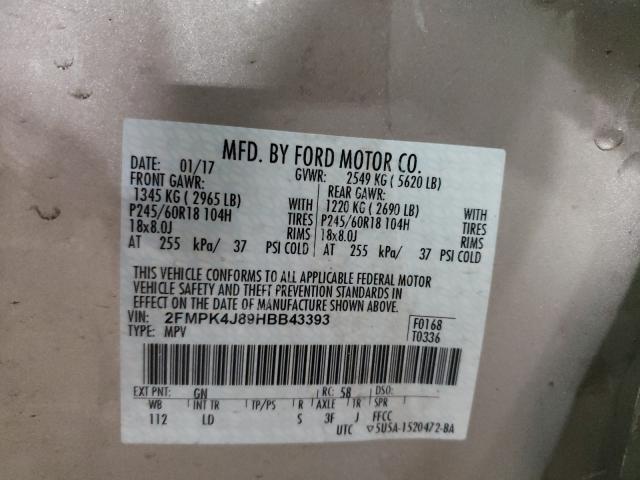 MFD. BY FORD MOTOR CO.
DATE: 01/17 GVWR: 2549 KG ( 5620 LB)
FRONT GAWR: REAR GAWR:
1345 KG ( 2965 LB) WITH 1220 KG ( 2690 LB) WITH
P245/60R18 104H TIRES P245/60R18 104H TIRES
18x8.0J RIMS 18x8.0J RIMS
AT 255 kPa/ 37 PSI COLD AT 255 kPa/ 37 PSI COLD
THIS VEHICLE CONFORMS TO ALL APPLICABLE FEDERAL MOTOR
VEHICLE SAFETY AND THEFT PREVENTION STANDARDS IN
EFFECT ON THE DATE OF MANUFACTURE SHOWN ABOVE.
VIN: 2FMPK4J89HBB43393 F0168
TYPE: MPV T0336
EXT PNT: GN RC: 58 DSO:
WB INT TR TP/PS R AXLE TR SPR
112 LD S 3F J FFCC
UTC ▽5U5A-1520472-BA